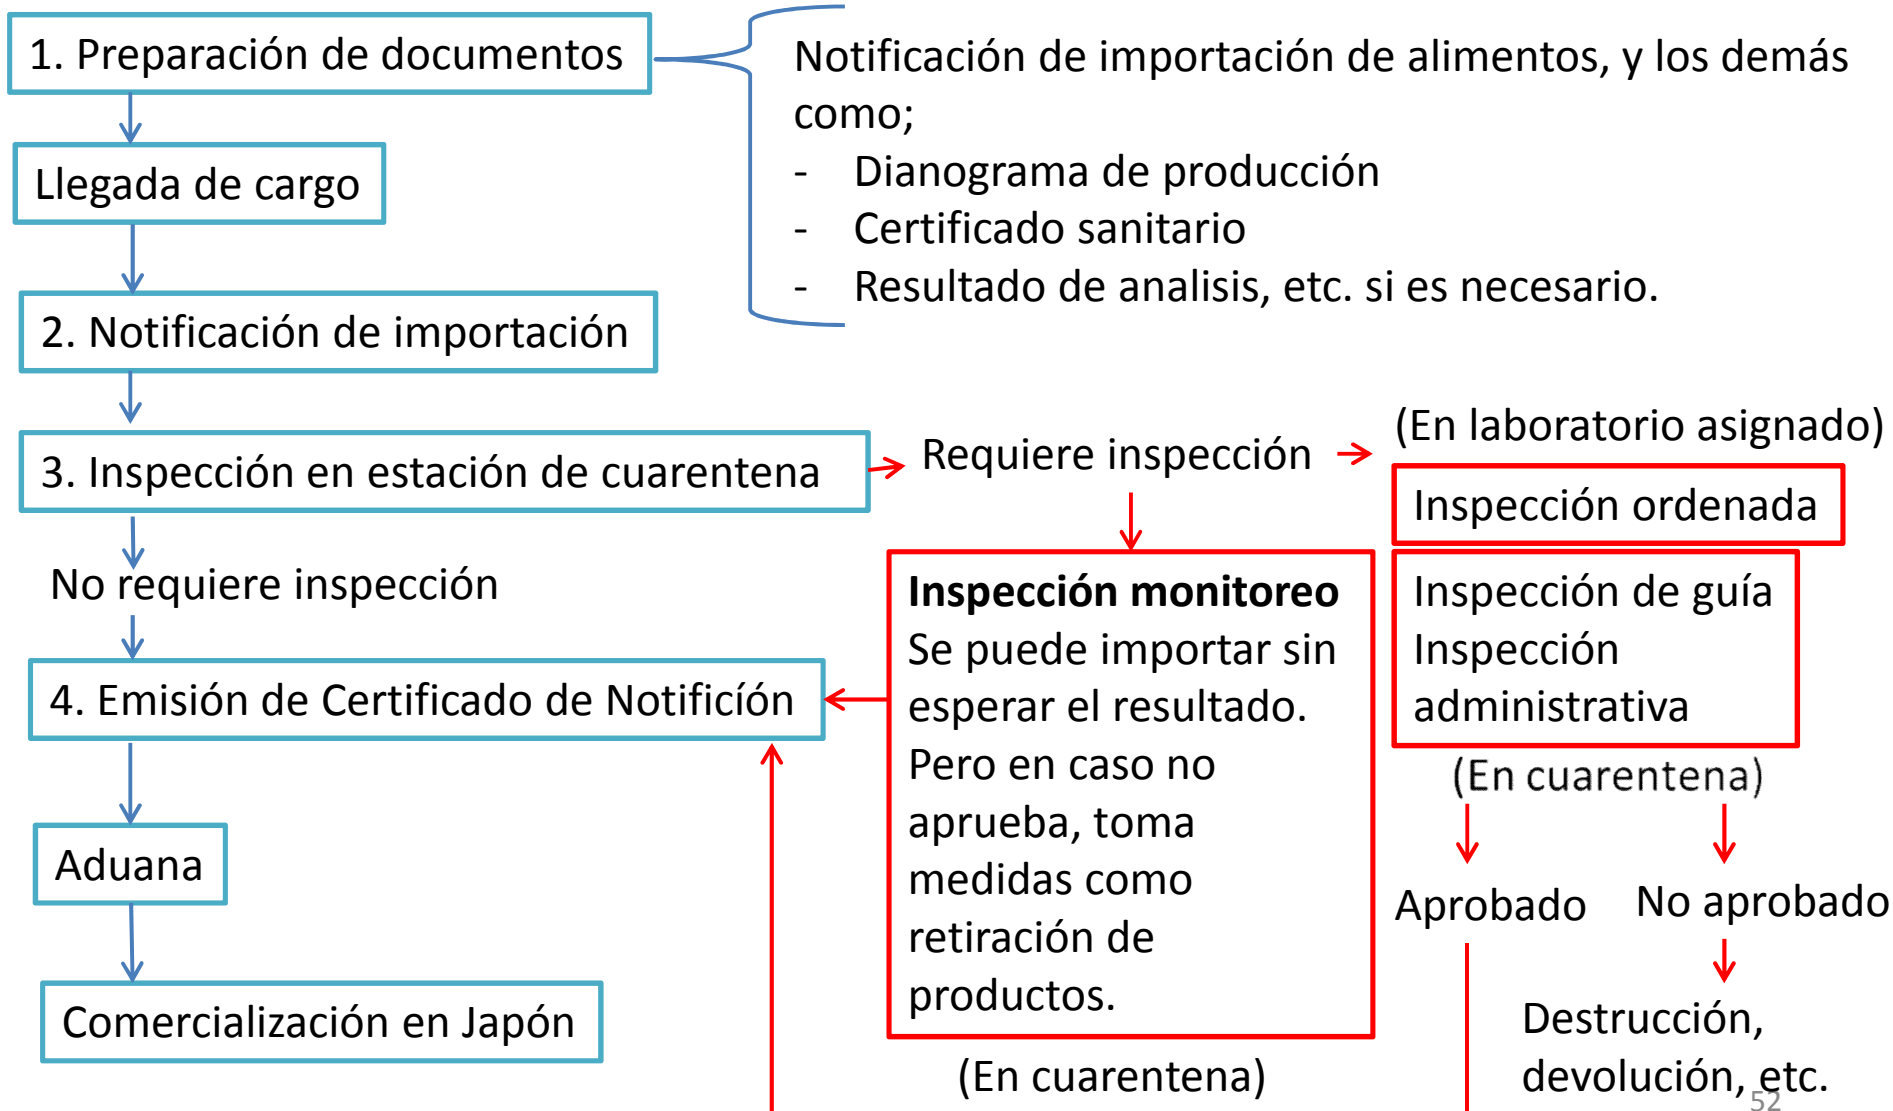 1. Preparación de documentos
Notificación de importación de alimentos, y los demás
como;
- Dianograma de producción
- Certificado sanitario
- Resultado de analisis, etc. si es necesario.
Llegada de cargo
2. Notificación de importación
3. Inspección en estación de cuarentena
Requiere inspección
(En laboratorio asignado)
Inspección ordenada
Inspección de guía
Inspección
administrativa
(En cuarentena)
Aprobado
No aprobado
Destrucción,
devolución, etc.
Inspección monitoreo
Se puede importar sin
esperar el resultado.
Pero en caso no
aprueba, toma
medidas como
retiración de
productos.
(En cuarentena)
No requiere inspección
4. Emisión de Certificado de Notificíón
Aduana
Comercialización en Japón
52